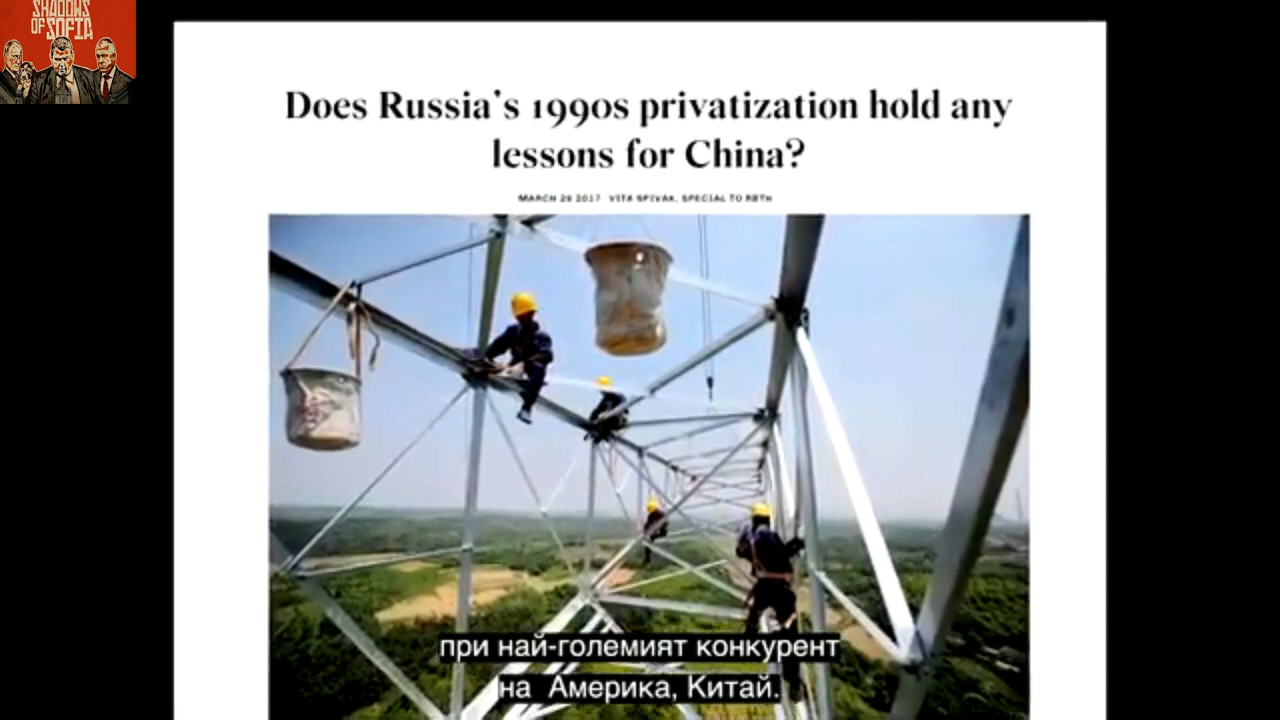 SHADOWS
OF SOFIA
Does Russia's 1990s privatization hold any
lessons for China?
MARCH 28 2017 VITA SPIVAK, SPECIAL TO RBTH
при най-големият конкурент
на Америка, Китай.